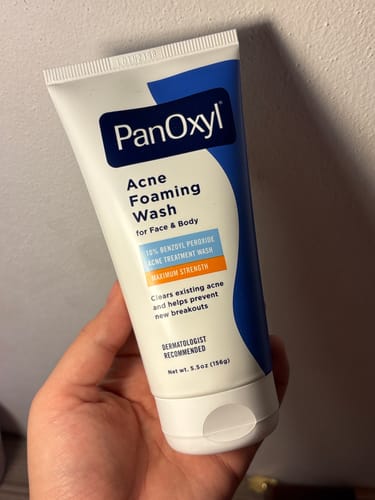 PanOxyl®
Acne
Foaming
Wash
for Face & Body
10% BENZOYL PEROXIDE
ACNE TREATMENT WASH
MAXIMUM STRENGTH
Clears existing acne
and helps prevent
new breakouts
DERMATOLOGIST
RECOMMENDED
Net wt. 5.5oz (156g)